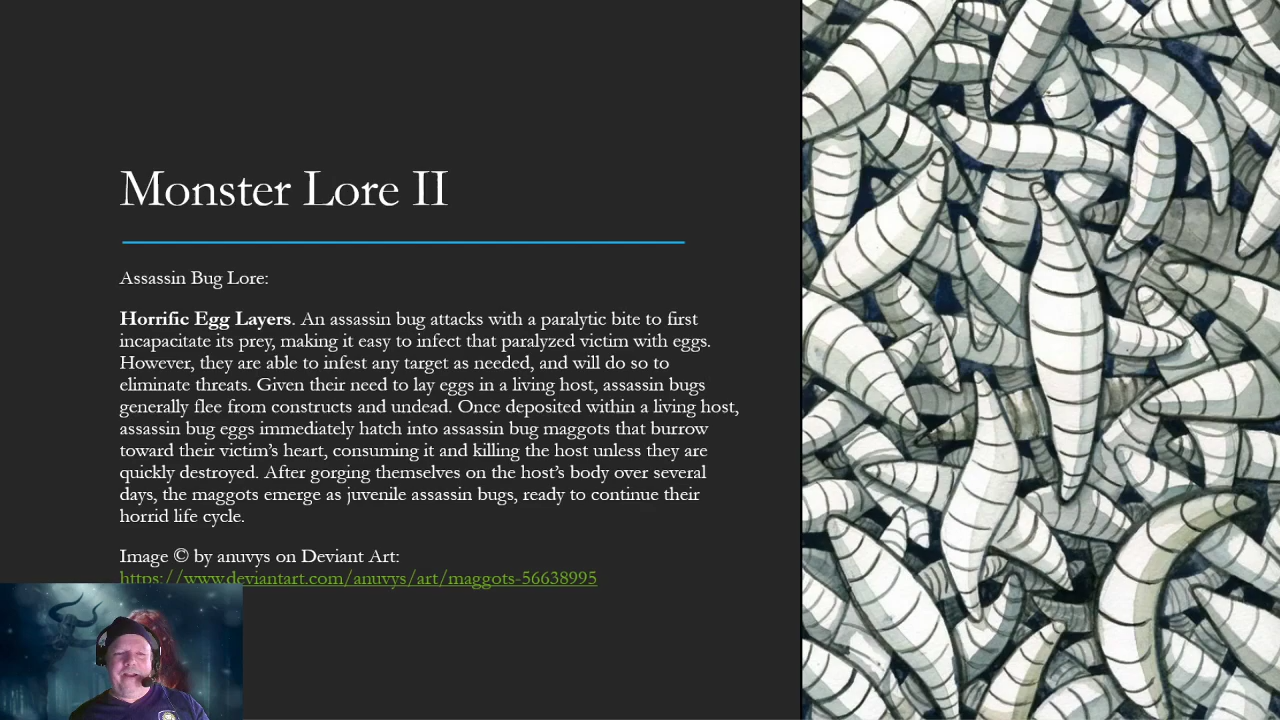 Monster Lore II
Assassin Bug Lore:
Horrific Egg Layers. An assassin bug attacks with a paralytic bite to first
incapacitate its prey, making it easy to infect that paralyzed victim with eggs.
However, they are able to infest any target as needed, and will do so to
eliminate threats. Given their need to lay eggs in a living host, assassin bugs
generally flee from constructs and undead. Once deposited within a living host,
assassin bug eggs immediately hatch into assassin bug maggots that burrow
toward their victim’s heart, consuming it and killing the host unless they are
quickly destroyed. After gorging themselves on the host’s body over several
days, the maggots emerge as juvenile assassin bugs, ready to continue their
horrid life cycle.
Image © by anuvys on Deviant Art:
https://www.deviantart.com/anuvys/art/maggots-56638995